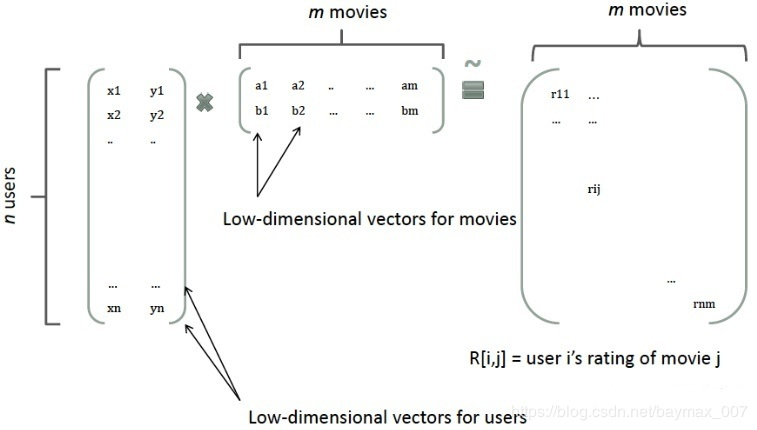 m movies
m movies
n users
x1 y1
x2 y2
.. ..
... ...
xn yn
a1 a2 .. ... am
b1 b2 ... ... bm
~
r11 ...
... ...
rij
...
rnm
Low-dimensional vectors for movies
R[i,j] = user i's rating of movie j
Low-dimensional vectors for users
https://blog.csdn.net/baymax_007